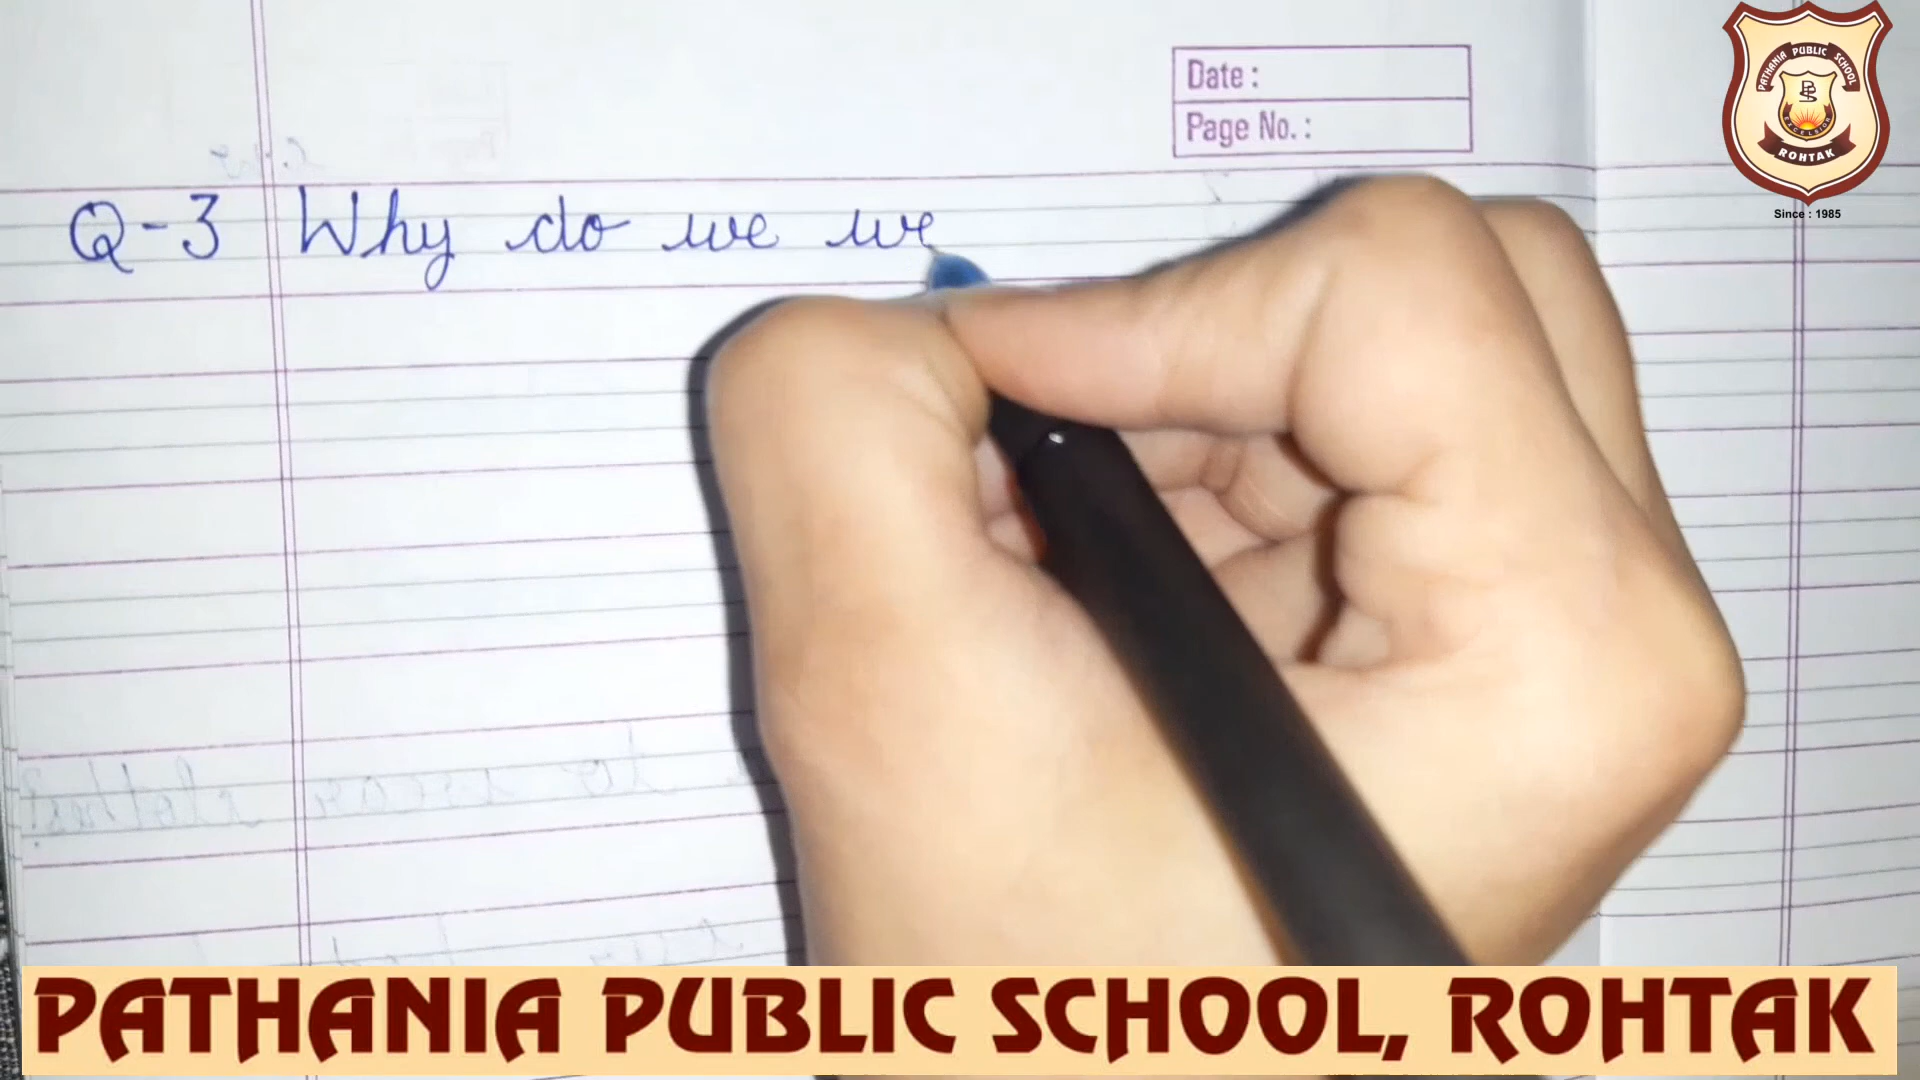 Date :
Page No. :
PATHANIA PUBLIC SCHOOL
PS
EXCELSIOR
ROHTAK
Since : 1985
Q-3 Why do we we
PATHANIA PUBLIC SCHOOL, ROHTAK